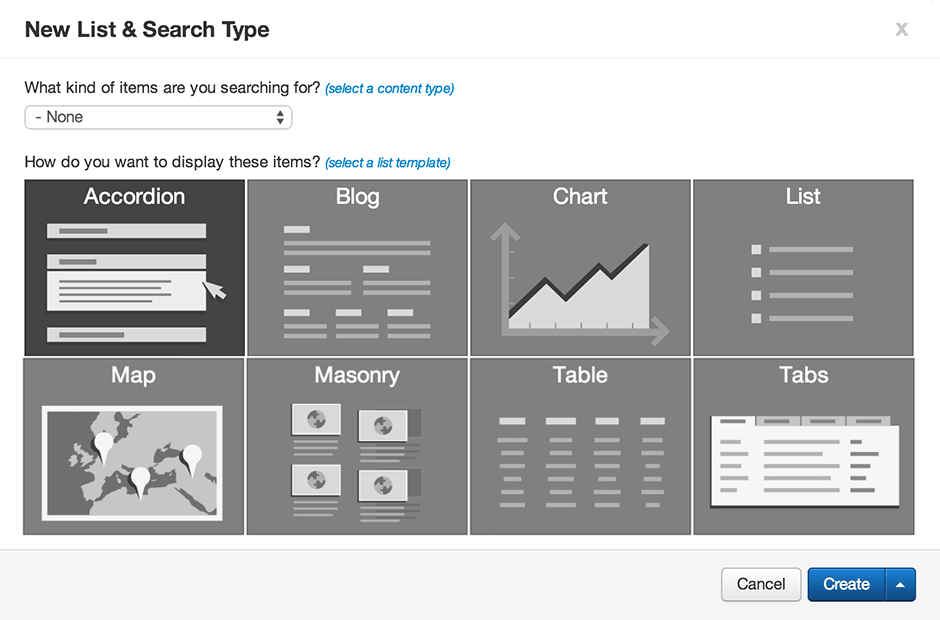 New List & Search Type
x
What kind of items are you searching for? (select a content type)
- None
How do you want to display these items? (select a list template)
Accordion Blog Chart List
Map Masonry Table Tabs
Cancel Create